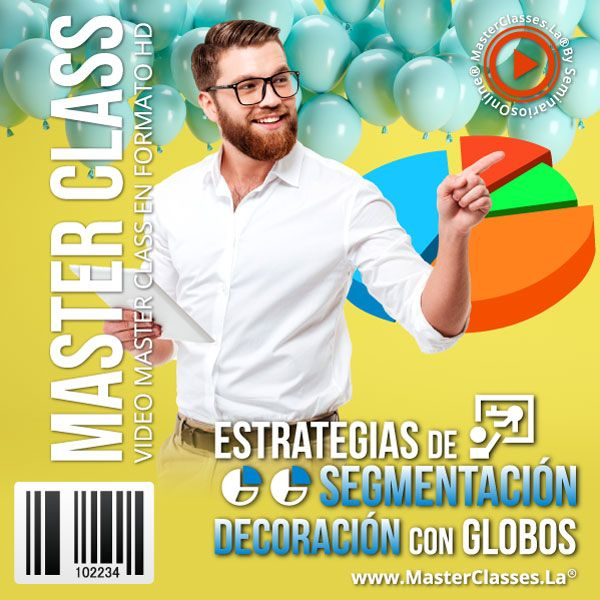 MasterClasses.La® By SeminariosOnline®
MASTER CLASS
VIDEO MASTER CLASS EN FORMATO HD
ESTRATEGIAS DE
SEGMENTACIÓN
DECORACIÓN CON GLOBOS
102234
www.MasterClasses.La®